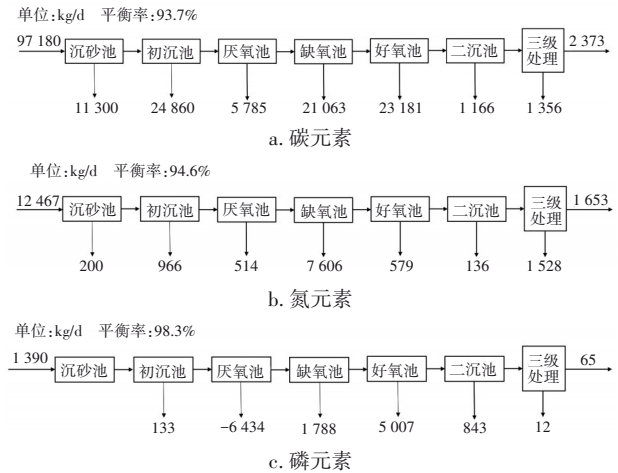 单位:kg/d 平衡率:93.7%
97 180 沉砂池 初沉池 厌氧池 缺氧池 好氧池 二沉池 三级处理 2 373
11 300 24 860 5 785 21 063 23 181 1 166 1 356
a. 碳元素
单位:kg/d 平衡率:94.6%
12 467 沉砂池 初沉池 厌氧池 缺氧池 好氧池 二沉池 三级处理 1 653
200 966 514 7 606 579 136 1 528
b. 氮元素
单位:kg/d 平衡率:98.3%
1 390 沉砂池 初沉池 厌氧池 缺氧池 好氧池 二沉池 三级处理 65
133 -6 434 1 788 5 007 843 12
c. 磷元素